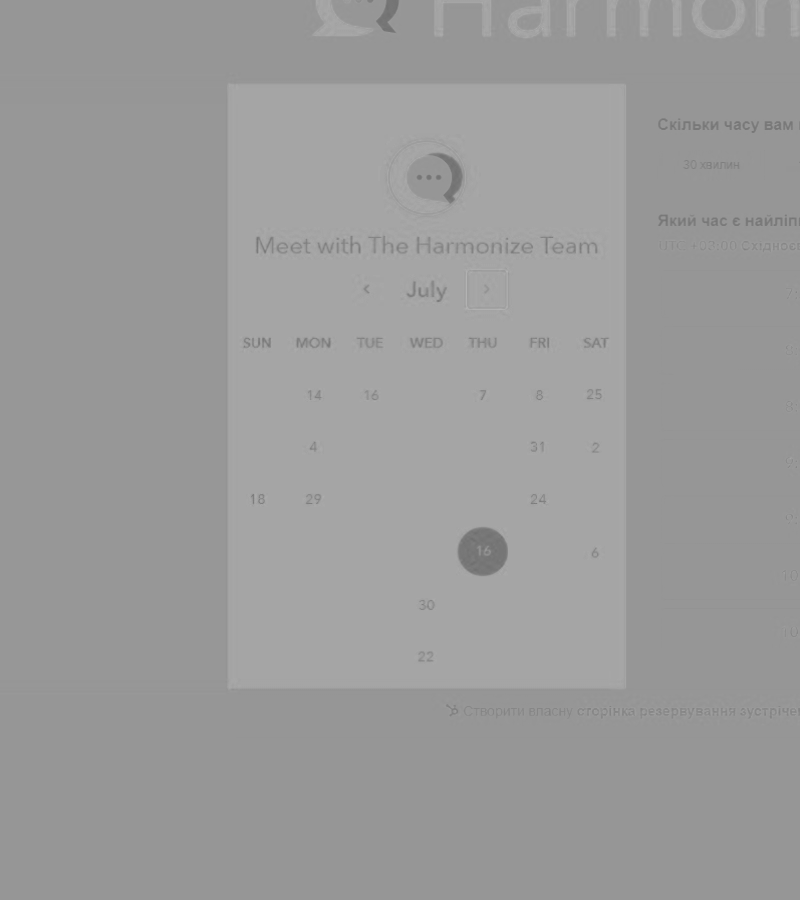 Harmon
Скільки часу вам
30 хвилин
Meet with The Harmonize Team
Який час є найліп
‹ July ›
SUN MON TUE WED THU FRI SAT
14 16 7 8 25
4 31 2
18 29 24
16 6
30
22
Створити власну сторінка резервування зустрічей